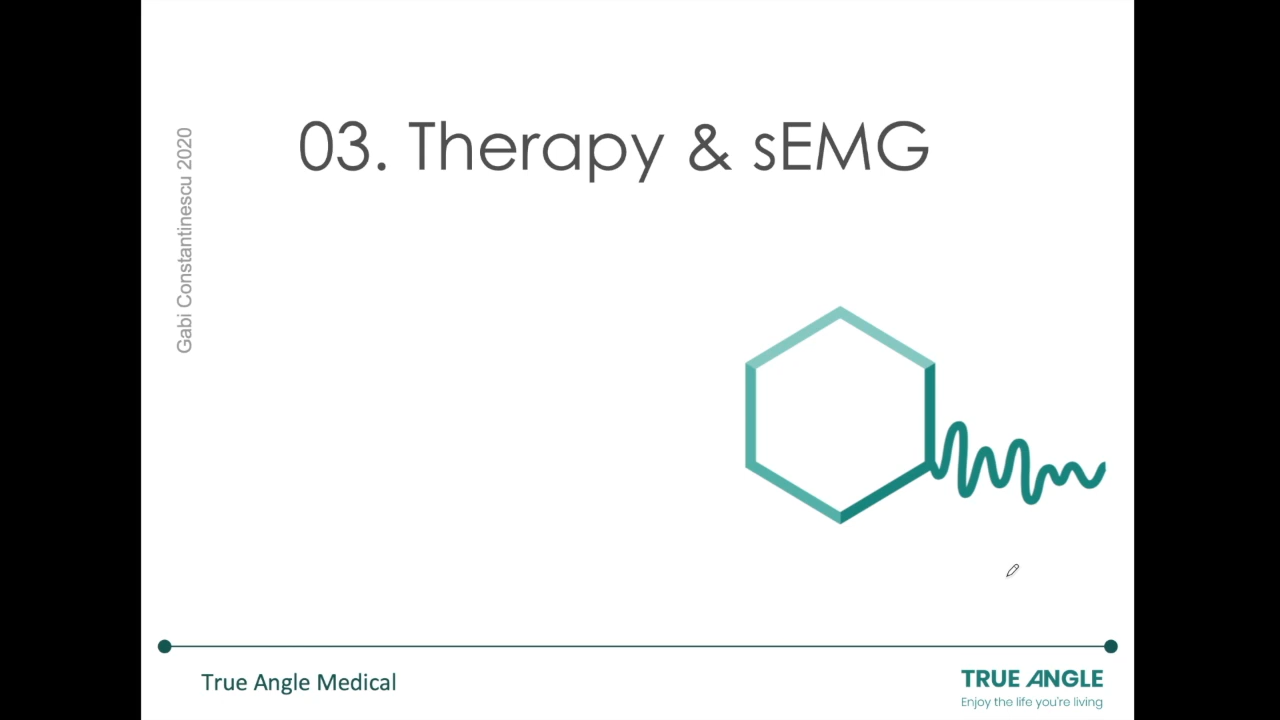 03. Therapy & sEMG
Gabi Constantinescu 2020
True Angle Medical
TRUE ANGLE
Enjoy the life you're living